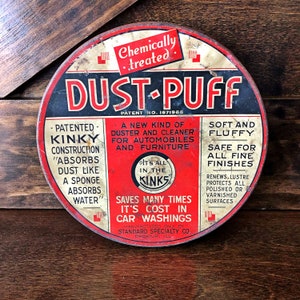 Chemically
treated
DUST-PUFF
PATENT NO. 1871985
PATENTED
KINKY
CONSTRUCTION
"ABSORBS
DUST LIKE
A SPONGE
ABSORBS
WATER"
A NEW KIND OF
DUSTER AND CLEANER
FOR AUTOMOBILES
AND FURNITURE
IT'S ALL
IN THE
KINKS
SAVES MANY TIMES
IT'S COST IN
CAR WASHINGS
STANDARD SPECIALTY CO
SOFT AND
FLUFFY
SAFE FOR
ALL FINE
FINISHES
RENEWS LUSTRE
PROTECTS ALL
POLISHED OR
VARNISHED
SURFACES